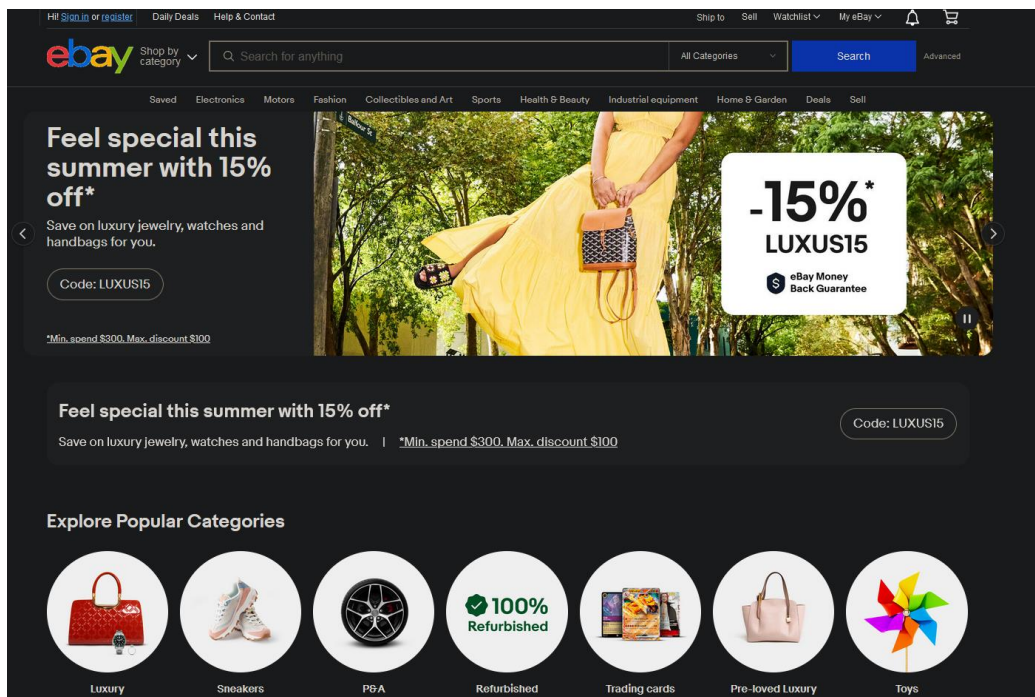 Hi! Sign in or register Daily Deals Help & Contact Ship to Sell Watchlist My eBay
ebay Shop by category Search for anything All Categories Search Advanced
Saved Electronics Motors Fashion Collectibles and Art Sports Health & Beauty Industrial equipment Home & Garden Deals Sell
Feel special this
summer with 15%
off*
Save on luxury jewelry, watches and
handbags for you.
Code: LUXUS15
*Min. spend $300. Max. discount $100
Balfour St
-15%*
LUXUS15
eBay Money
Back Guarantee
Feel special this summer with 15% off*
Save on luxury jewelry, watches and handbags for you. | *Min. spend $300. Max. discount $100
Code: LUXUS15
Explore Popular Categories
100%
Refurbished
Luxury Sneakers P&A Refurbished Trading cards Pre-loved Luxury Toys